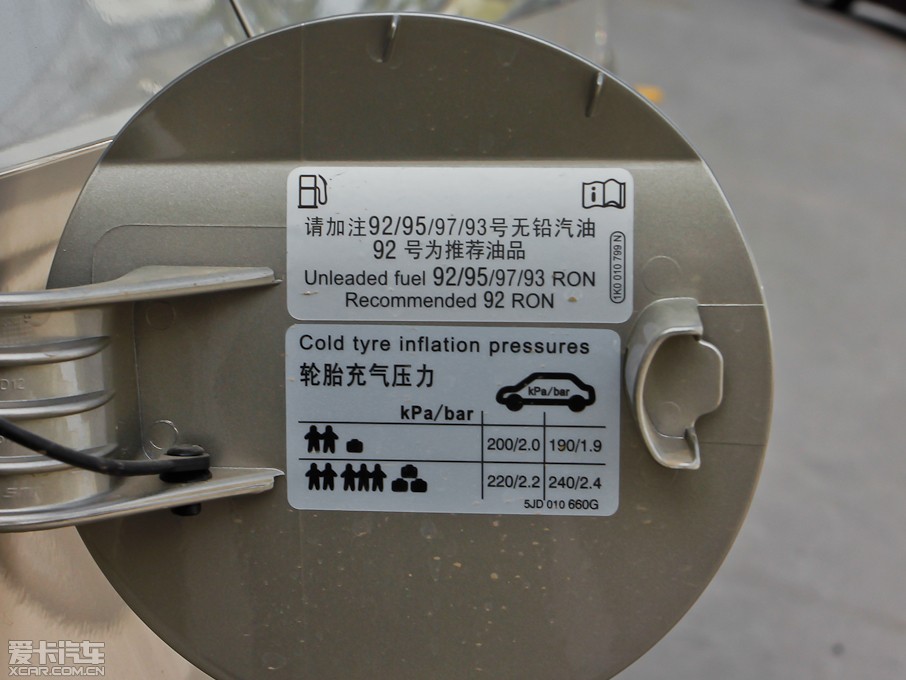 请加注92/95/97/93号无铅汽油
92 号为推荐油品
Unleaded fuel 92/95/97/93 RON
Recommended 92 RON
1K0 010 799 N
Cold tyre inflation pressures
轮胎充气压力
kPa/bar
kPa/bar
200/2.0 190/1.9
220/2.2 240/2.4
5JD 010 660G
爱卡汽车
XCAR.COM.CN